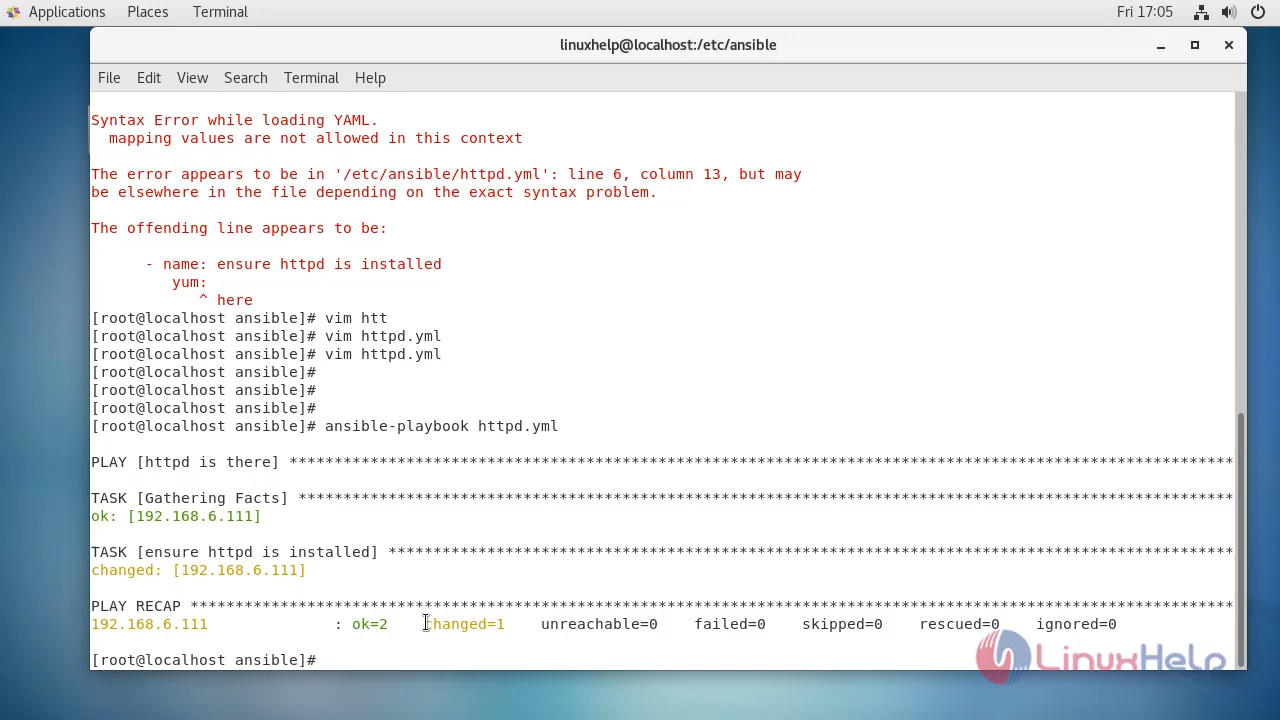 Applications Places Terminal Fri 17:05
linuxhelp@localhost:/etc/ansible
File Edit View Search Terminal Help
Syntax Error while loading YAML.
mapping values are not allowed in this context
The error appears to be in '/etc/ansible/httpd.yml': line 6, column 13, but may
be elsewhere in the file depending on the exact syntax problem.
The offending line appears to be:
- name: ensure httpd is installed
yum:
^ here
[root@localhost ansible]# vim htt
[root@localhost ansible]# vim httpd.yml
[root@localhost ansible]# vim httpd.yml
[root@localhost ansible]#
[root@localhost ansible]#
[root@localhost ansible]#
[root@localhost ansible]# ansible-playbook httpd.yml
PLAY [httpd is there] *********************************************************************************************************
TASK [Gathering Facts] ********************************************************************************************************
ok: [192.168.6.111]
TASK [ensure httpd is installed] **********************************************************************************************
changed: [192.168.6.111]
PLAY RECAP ********************************************************************************************************************
192.168.6.111 : ok=2 changed=1 unreachable=0 failed=0 skipped=0 rescued=0 ignored=0
[root@localhost ansible]#
LinuxHelp